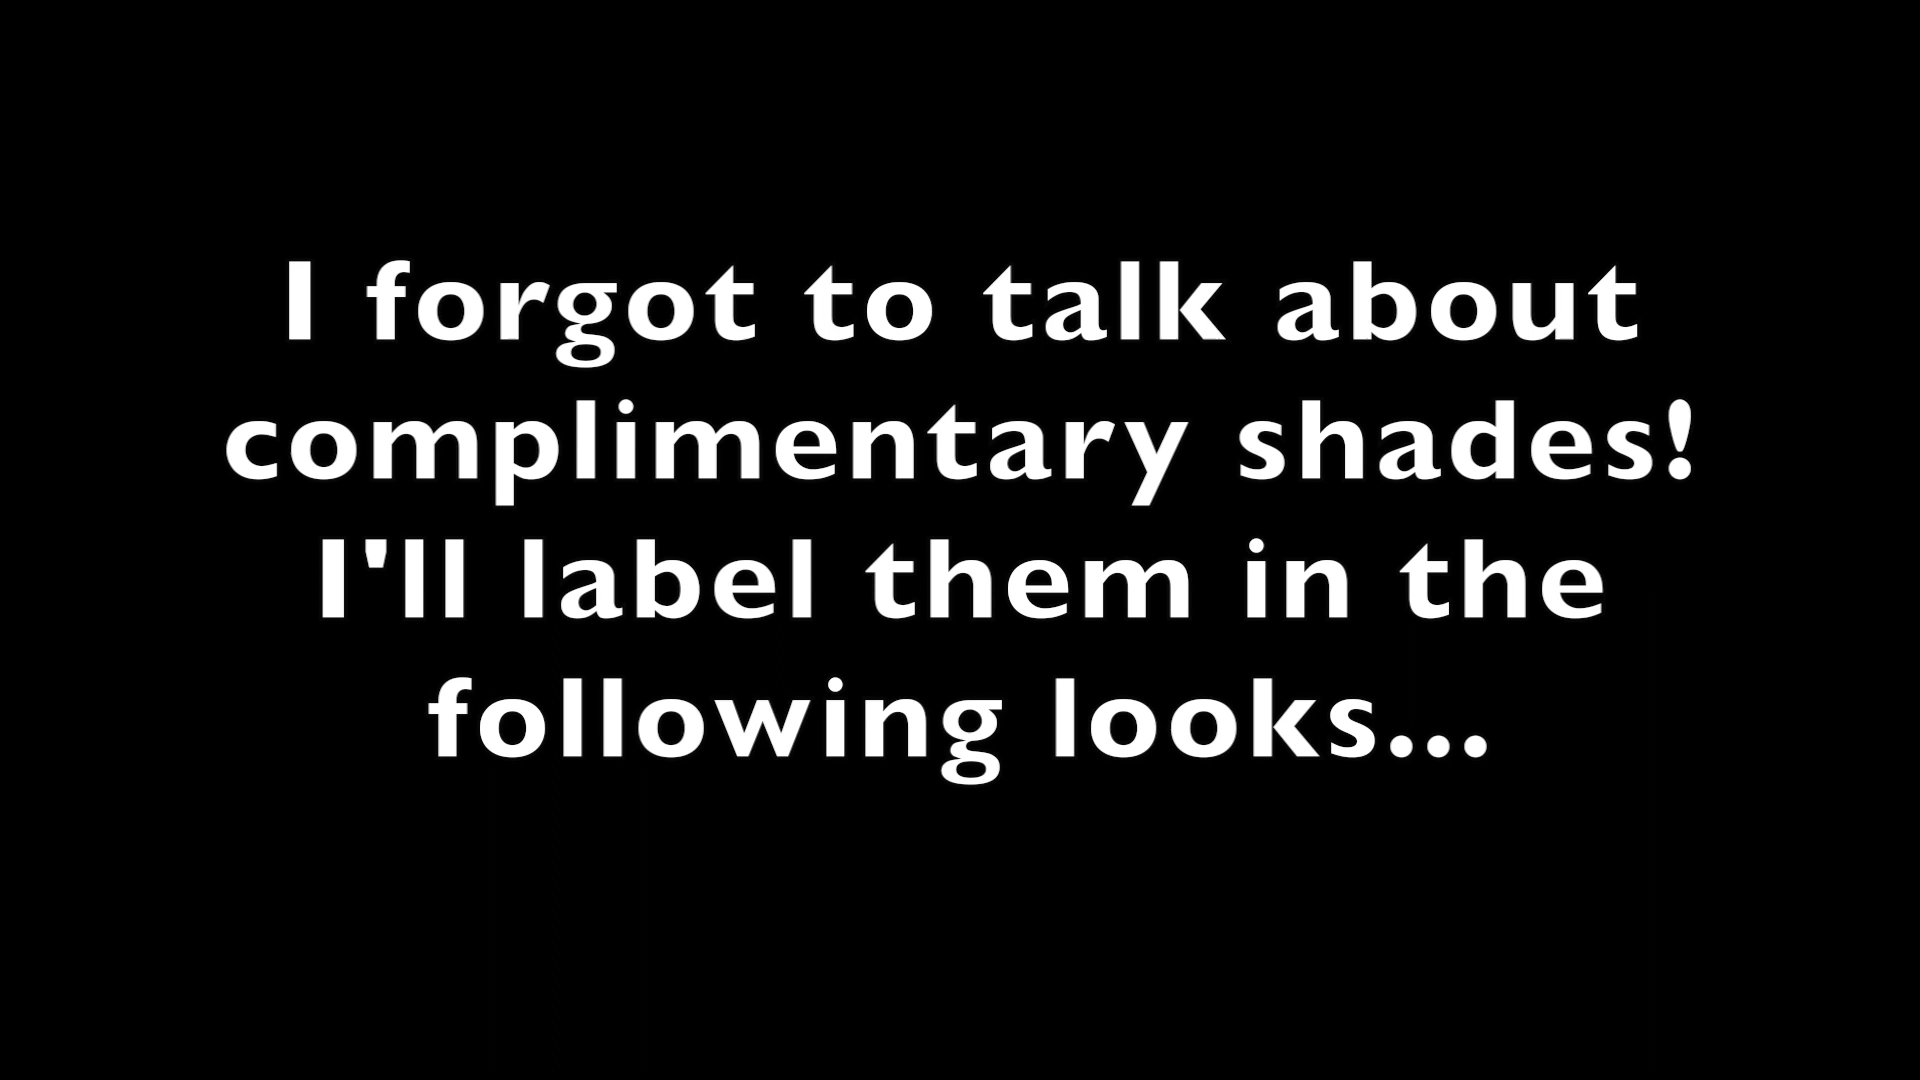 I forgot to talk about
complimentary shades!
I'll label them in the
following looks...